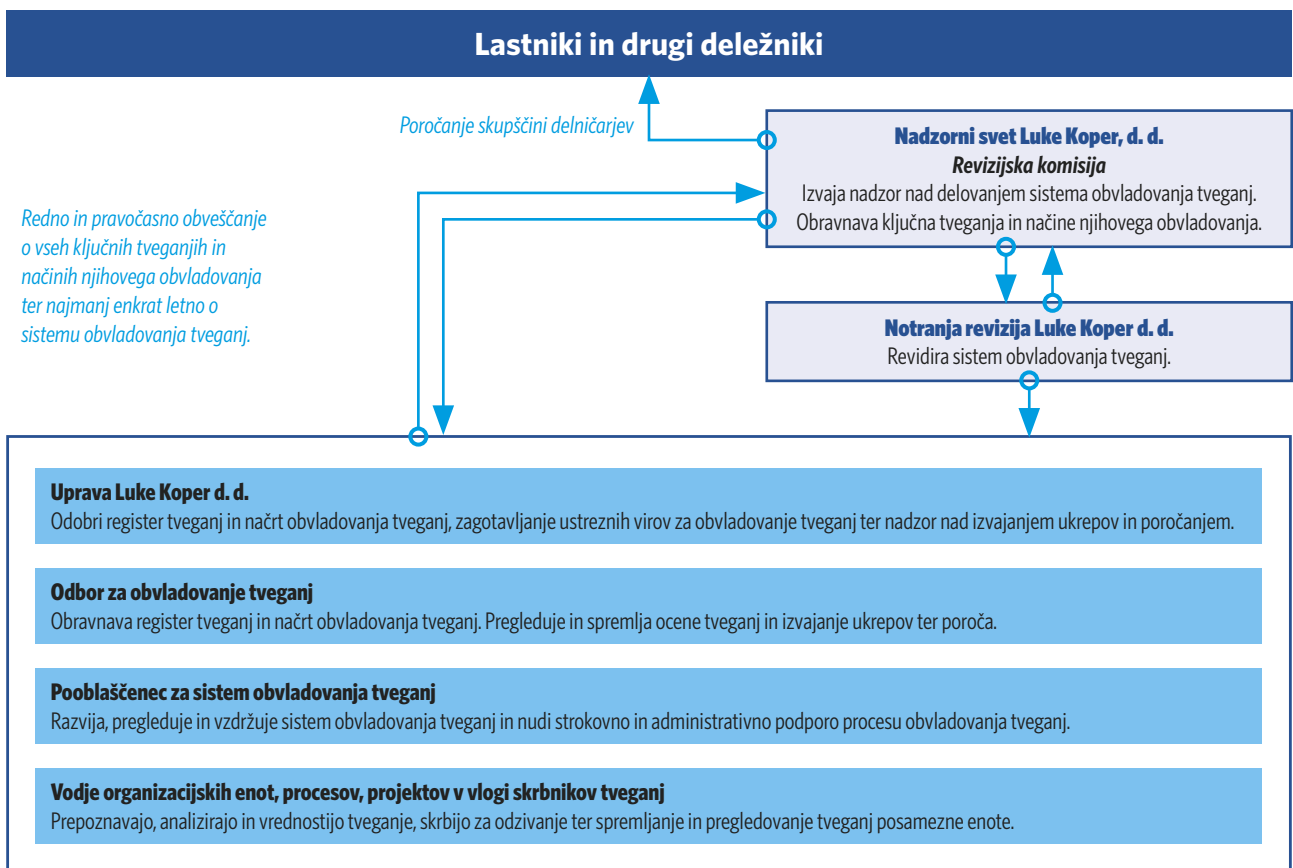 Lastniki in drugi deležniki
Poročanje skupščini delničarjev
Nadzorni svet Luke Koper, d. d.
Revizijska komisija
Izvaja nadzor nad delovanjem sistema obvladovanja tveganj.
Obravnava ključna tveganja in načine njihovega obvladovanja.
Redno in pravočasno obveščanje
o vseh ključnih tveganjih in
načinih njihovega obvladovanja
ter najmanj enkrat letno o
sistemu obvladovanja tveganj.
Notranja revizija Luke Koper d. d.
Revidira sistem obvladovanja tveganj.
Uprava Luke Koper d. d.
Odobri register tveganj in načrt obvladovanja tveganj, zagotavljanje ustreznih virov za obvladovanje tveganj ter nadzor nad izvajanjem ukrepov in poročanjem.
Odbor za obvladovanje tveganj
Obravnava register tveganj in načrt obvladovanja tveganj. Pregleduje in spremlja ocene tveganj in izvajanje ukrepov ter poroča.
Pooblaščenec za sistem obvladovanja tveganj
Razvija, pregleduje in vzdržuje sistem obvladovanja tveganj in nudi strokovno in administrativno podporo procesu obvladovanja tveganj.
Vodje organizacijskih enot, procesov, projektov v vlogi skrbnikov tveganj
Prepoznavajo, analizirajo in vrednostijo tveganje, skrbijo za odzivanje ter spremljanje in pregledovanje tveganj posamezne enote.